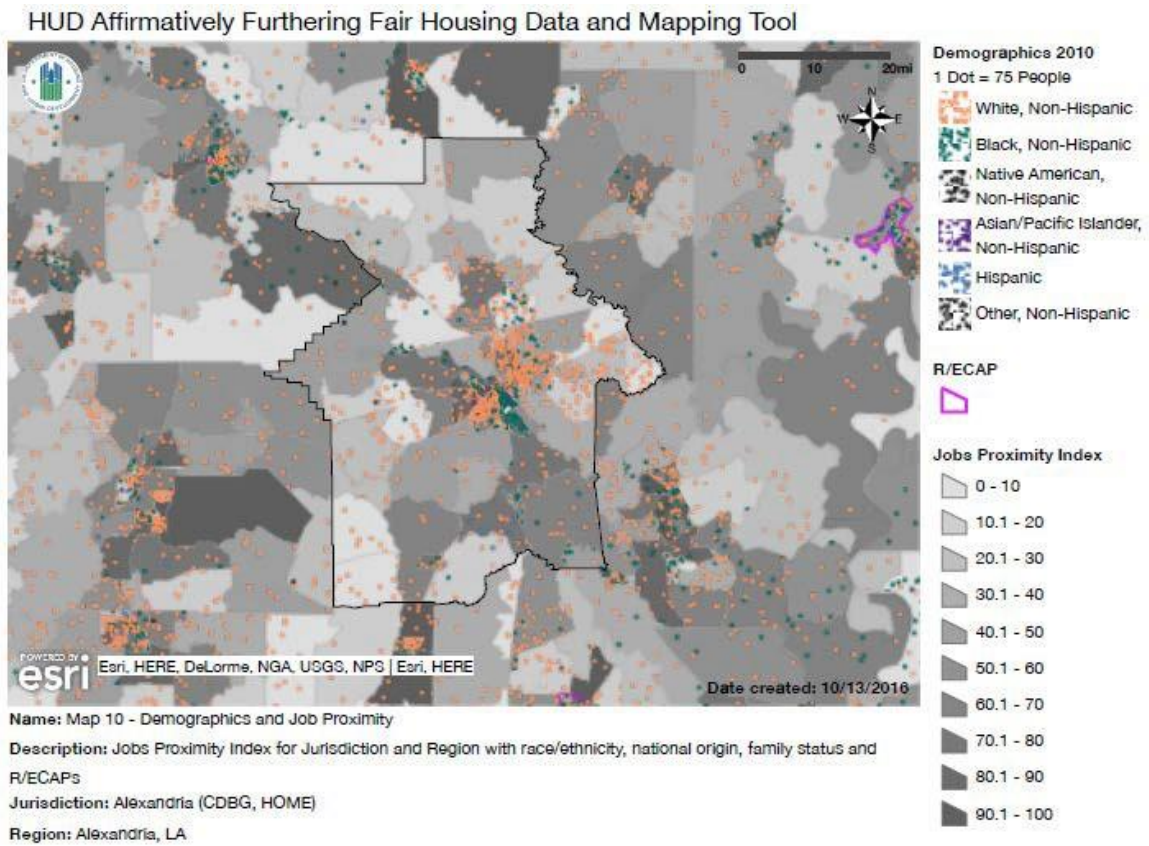 HUD Affirmatively Furthering Fair Housing Data and Mapping Tool
0 10 20mi
N
W E
S
Demographics 2010
1 Dot = 75 People
White, Non-Hispanic
Black, Non-Hispanic
Native American,
Non-Hispanic
Asian/Pacific Islander,
Non-Hispanic
Hispanic
Other, Non-Hispanic
R/ECAP
Jobs Proximity Index
0 - 10
10.1 - 20
20.1 - 30
30.1 - 40
40.1 - 50
50.1 - 60
60.1 - 70
70.1 - 80
80.1 - 90
90.1 - 100
POWERED BY
esri
Esri, HERE, DeLorme, NGA, USGS, NPS | Esri, HERE
Date created: 10/13/2016
Name: Map 10 - Demographics and Job Proximity
Description: Jobs Proximity Index for Jurisdiction and Region with race/ethnicity, national origin, family status and
R/ECAPs
Jurisdiction: Alexandria (CDBG, HOME)
Region: Alexandria, LA